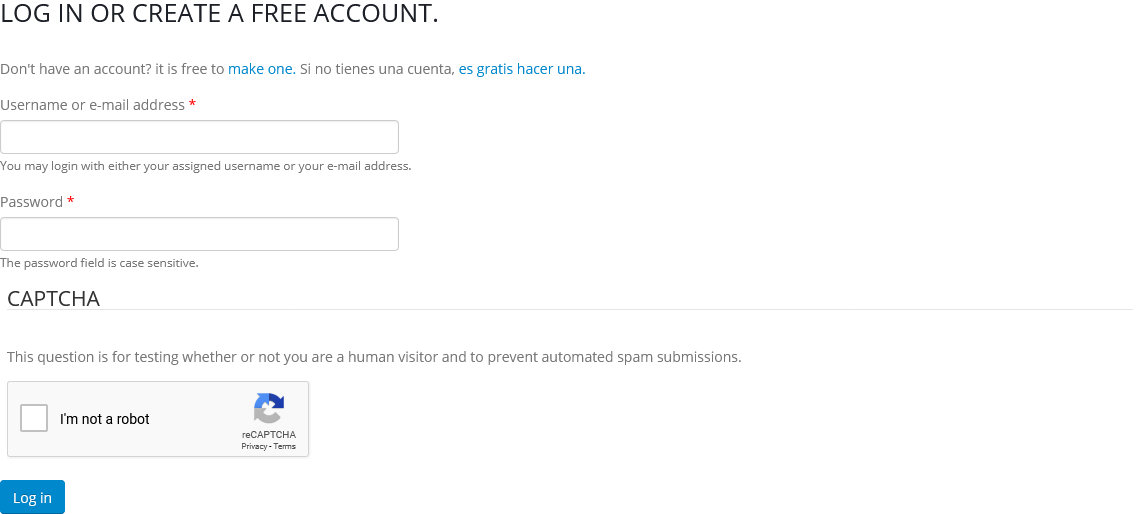 LOG IN OR CREATE A FREE ACCOUNT.
Don't have an account? it is free to make one. Si no tienes una cuenta, es gratis hacer una.
Username or e-mail address *
You may login with either your assigned username or your e-mail address.
Password *
The password field is case sensitive.
CAPTCHA
This question is for testing whether or not you are a human visitor and to prevent automated spam submissions.
I'm not a robot
reCAPTCHA
Privacy - Terms
Log in